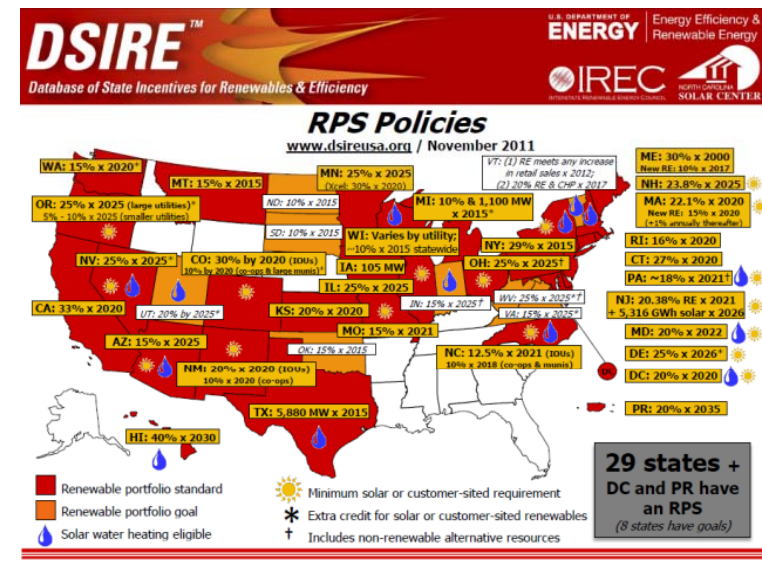 DSIRE™
Database of State Incentives for Renewables & Efficiency
U.S. DEPARTMENT OF
ENERGY
Energy Efficiency &
Renewable Energy
IREC
INTERSTATE RENEWABLE ENERGY COUNCIL
NORTH CAROLINA
SOLAR CENTER
RPS Policies
www.dsireusa.org / November 2011
WA: 15% x 2020*
MT: 15% x 2015
MN: 25% x 2025
(Xcel: 30% x 2020)
VT: (1) RE meets any increase
in retail sales x 2012;
(2) 20% RE & CHP x 2017
ME: 30% x 2000
New RE: 10% x 2017
NH: 23.8% x 2025
OR: 25% x 2025 (large utilities)*
5% - 10% x 2025 (smaller utilities)
ND: 10% x 2015
MI: 10% & 1,100 MW
x 2015*
MA: 22.1% x 2020
New RE: 15% x 2020
(+1% annually thereafter)
SD: 10% x 2015
WI: Varies by utility;
~10% x 2015 statewide
NY: 29% x 2015
RI: 16% x 2020
NV: 25% x 2025*
CO: 30% by 2020 (IOUs)
10% by 2020 (co-ops & large munis)*
IA: 105 MW
OH: 25% x 2025†
CT: 27% x 2020
PA: ~18% x 2021†
IL: 25% x 2025
IN: 15% x 2025†
WV: 25% x 2025*†
VA: 15% x 2025*
NJ: 20.38% RE x 2021
+ 5,316 GWh solar x 2026
CA: 33% x 2020
UT: 20% by 2025*
KS: 20% x 2020
MO: 15% x 2021
MD: 20% x 2022
AZ: 15% x 2025
OK: 15% x 2015
NC: 12.5% x 2021 (IOUs)
10% x 2018 (co-ops & munis)
DE: 25% x 2026*
NM: 20% x 2020 (IOUs)
10% x 2020 (co-ops)
DC
DC: 20% x 2020
TX: 5,880 MW x 2015
PR: 20% x 2035
HI: 40% x 2030
29 states +
DC and PR have
an RPS
(8 states have goals)
Renewable portfolio standard
Renewable portfolio goal
Solar water heating eligible
Minimum solar or customer-sited requirement
* Extra credit for solar or customer-sited renewables
† Includes non-renewable alternative resources